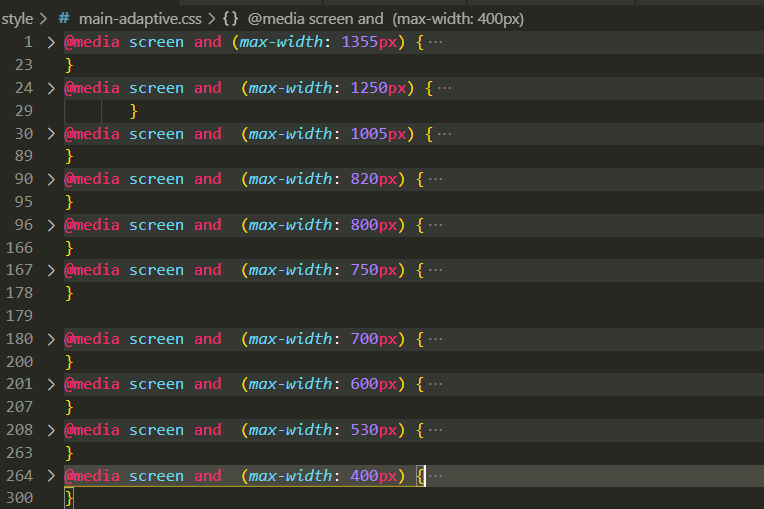 style > # main-adaptive.css > {} @media screen and (max-width: 400px)
1 > @media screen and (max-width: 1355px) {···
23 }
24 > @media screen and  (max-width: 1250px) {···
29 }
30 > @media screen and  (max-width: 1005px) {···
89 }
90 > @media screen and  (max-width: 820px) {···
95 }
96 > @media screen and  (max-width: 800px) {···
166 }
167 > @media screen and  (max-width: 750px) {···
178 }
179
180 > @media screen and  (max-width: 700px) {···
200 }
201 > @media screen and  (max-width: 600px) {···
207 }
208 > @media screen and  (max-width: 530px) {···
263 }
264 > @media screen and  (max-width: 400px) {···
300 }